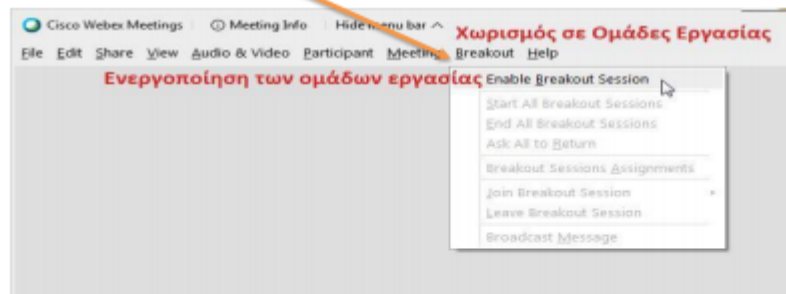 Cisco Webex Meetings Meeting Info Hide menu bar
Χωρισμός σε Ομάδες Εργασίας
File Edit Share View Audio & Video Participant Meeting Breakout Help
Ενεργοποίηση των ομάδων εργασίας
Enable Breakout Session
Start All Breakout Sessions
End All Breakout Sessions
Ask All to Return
Breakout Sessions Assignments
Join Breakout Session
Leave Breakout Session
Broadcast Message